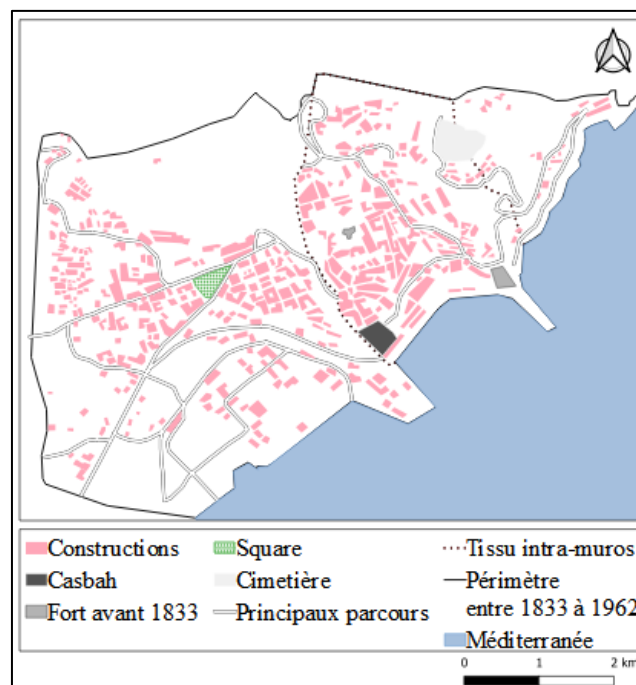 Constructions
Square
Tissu intra-muros
Casbah
Cimetière
Périmètre
entre 1833 à 1962
Fort avant 1833
Principaux parcours
Méditerranée
0 1 2 km